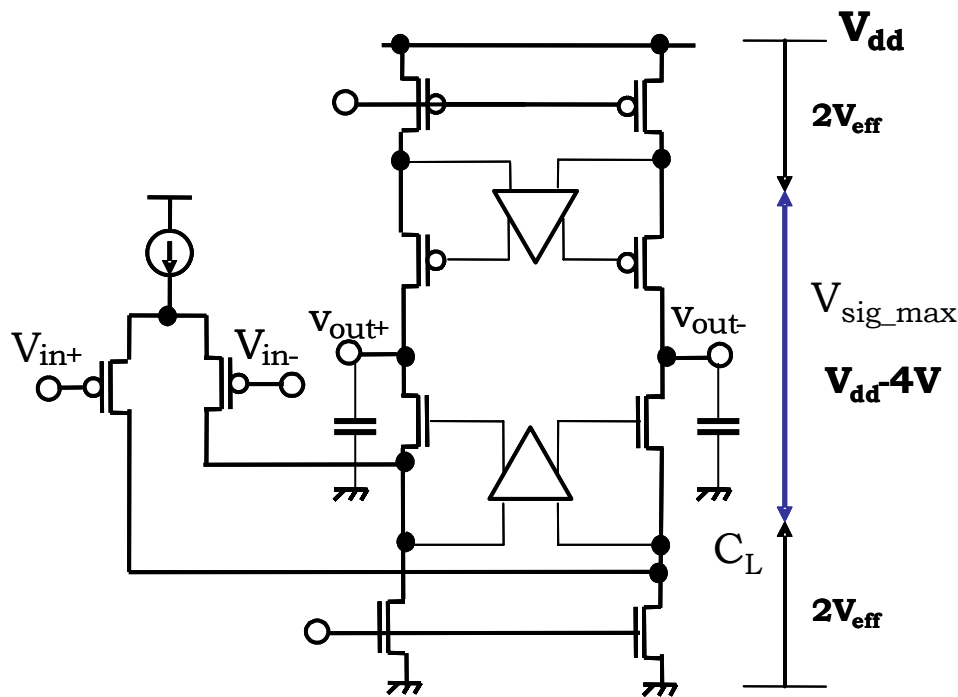 Vdd
2Veff
Vin+
Vin-
vout+
vout-
Vsig_max
Vdd-4V
CL
2Veff